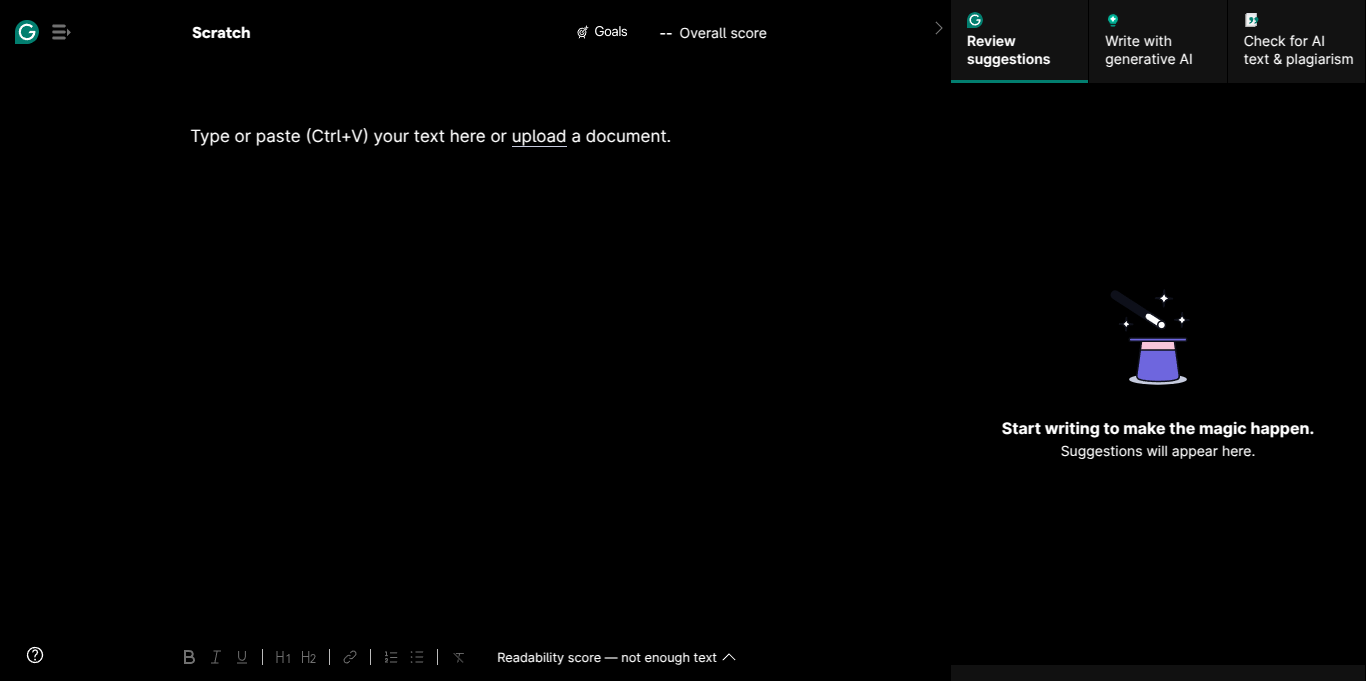 Scratch
Goals
-- Overall score
Review
suggestions
Write with
generative AI
Check for AI
text & plagiarism
Type or paste (Ctrl+V) your text here or upload a document.
Start writing to make the magic happen.
Suggestions will appear here.
B I U H1 H2
Readability score — not enough text